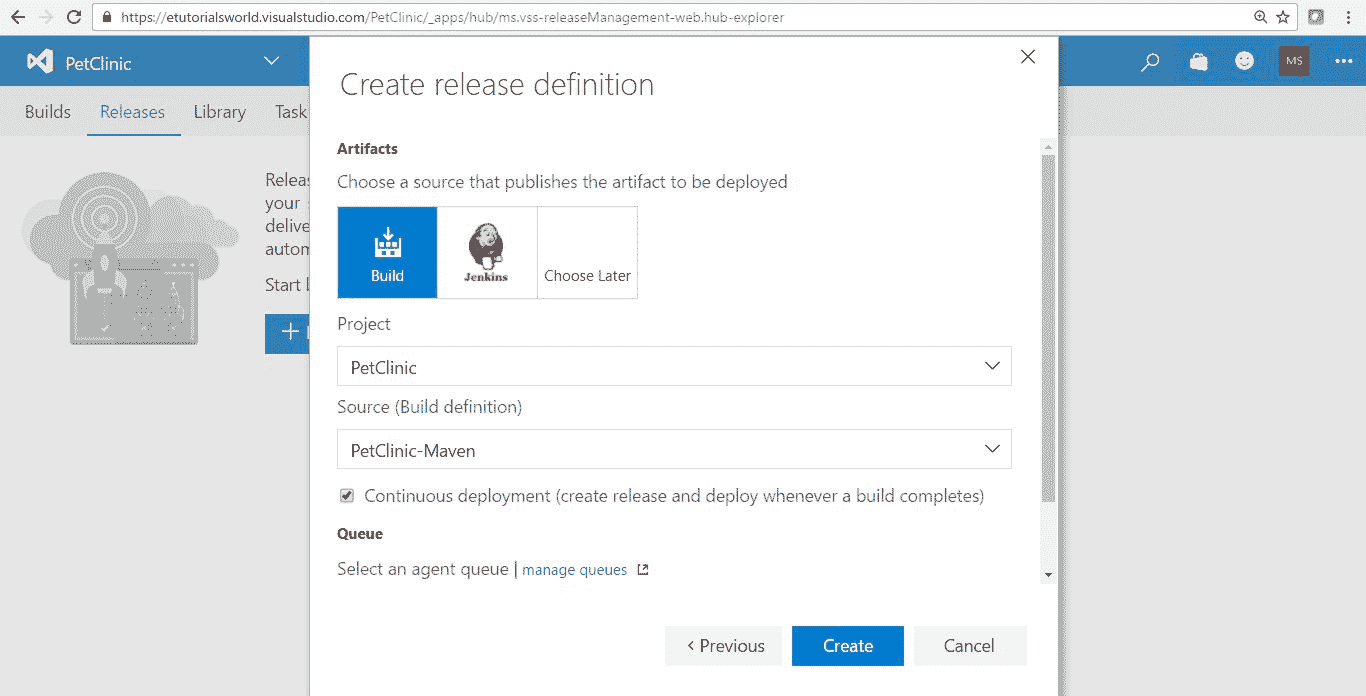 https://etutorialsworld.visualstudio.com/PetClinic/_apps/hub/ms.vss-releaseManagement-web.hub-explorer
PetClinic
MS
Builds Releases Library Task
Create release definition
Artifacts
Choose a source that publishes the artifact to be deployed
Build
Jenkins
Choose Later
Project
PetClinic
Source (Build definition)
PetClinic-Maven
Continuous deployment (create release and deploy whenever a build completes)
Queue
Select an agent queue | manage queues
Previous Create Cancel
your
Start